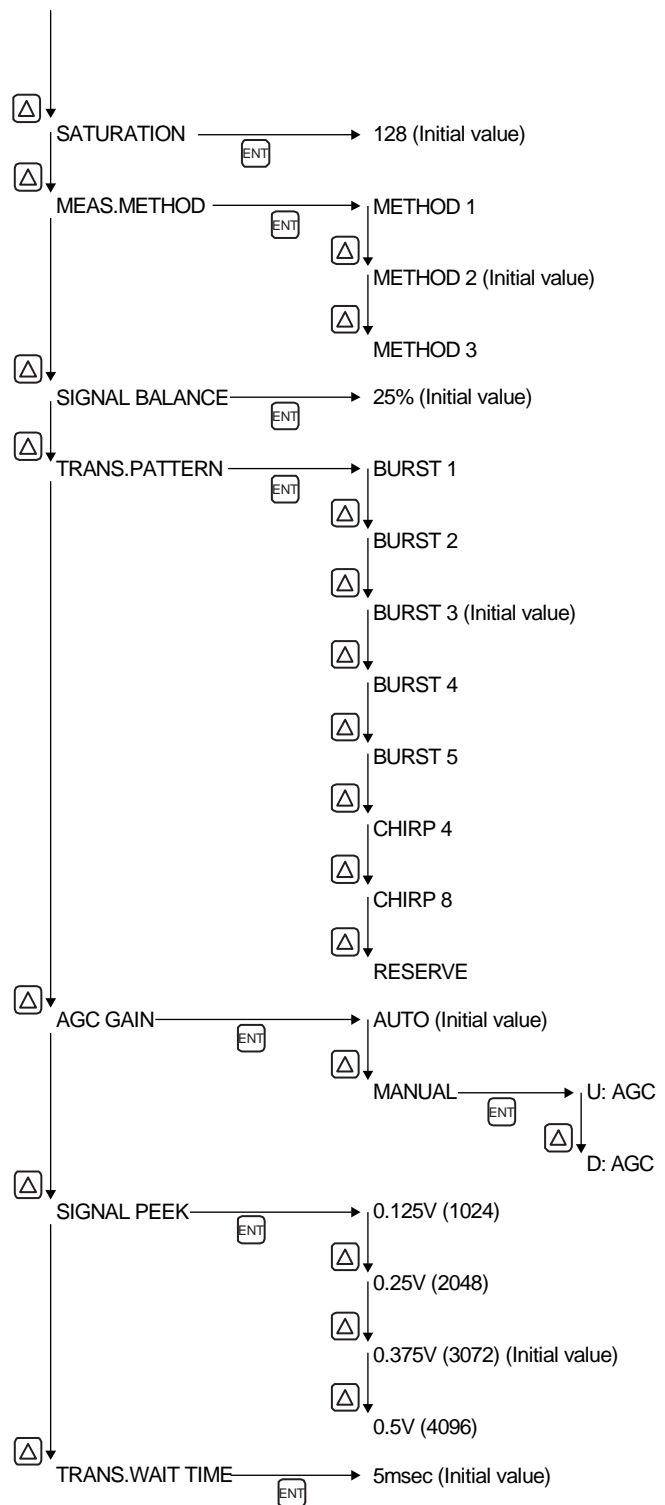 SATURATION 128 (Initial value)
ENT
MEAS.METHOD METHOD 1
ENT
METHOD 2 (Initial value)
METHOD 3
SIGNAL BALANCE 25% (Initial value)
ENT
TRANS.PATTERN BURST 1
ENT
BURST 2
BURST 3 (Initial value)
BURST 4
BURST 5
CHIRP 4
CHIRP 8
RESERVE
AGC GAIN AUTO (Initial value)
ENT
MANUAL U: AGC
ENT
D: AGC
SIGNAL PEEK 0.125V (1024)
ENT
0.25V (2048)
0.375V (3072) (Initial value)
0.5V (4096)
TRANS.WAIT TIME 5msec (Initial value)
ENT